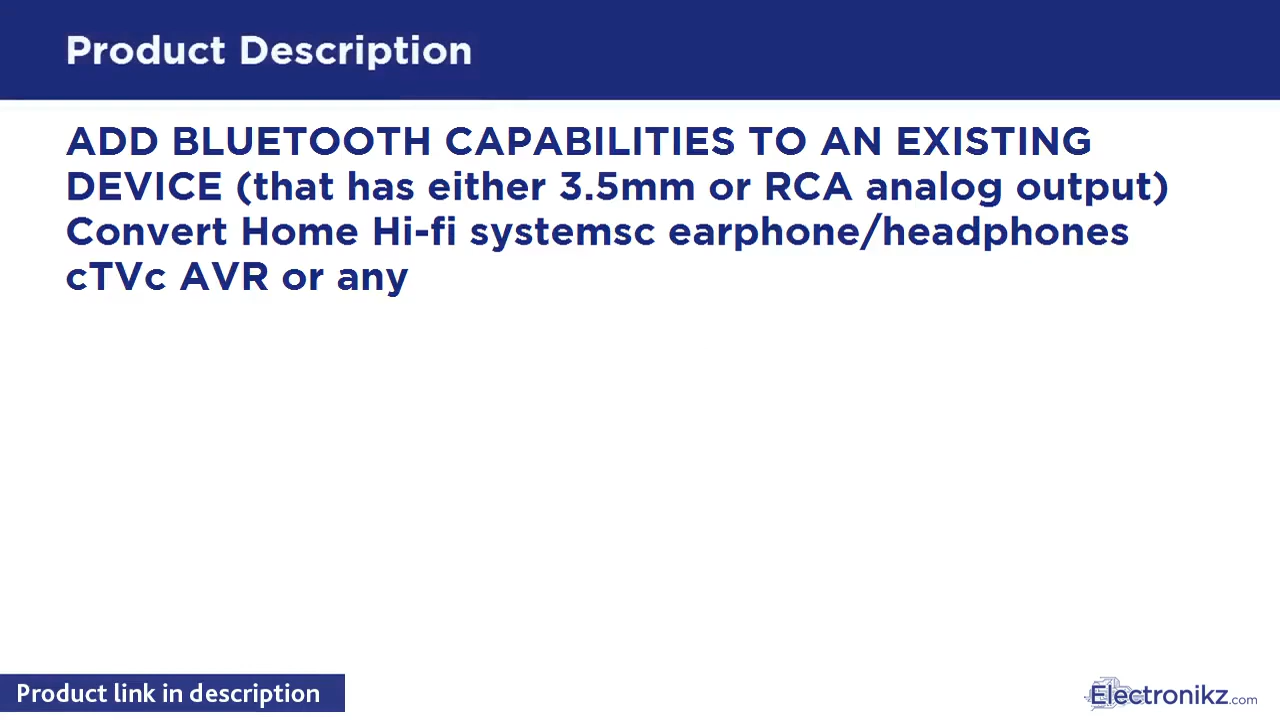 Product Description
ADD BLUETOOTH CAPABILITIES TO AN EXISTING
DEVICE (that has either 3.5mm or RCA analog output)
Convert Home Hi-fi systemsc earphone/headphones
cTVc AVR or any
Product link in description
Electronikz.com